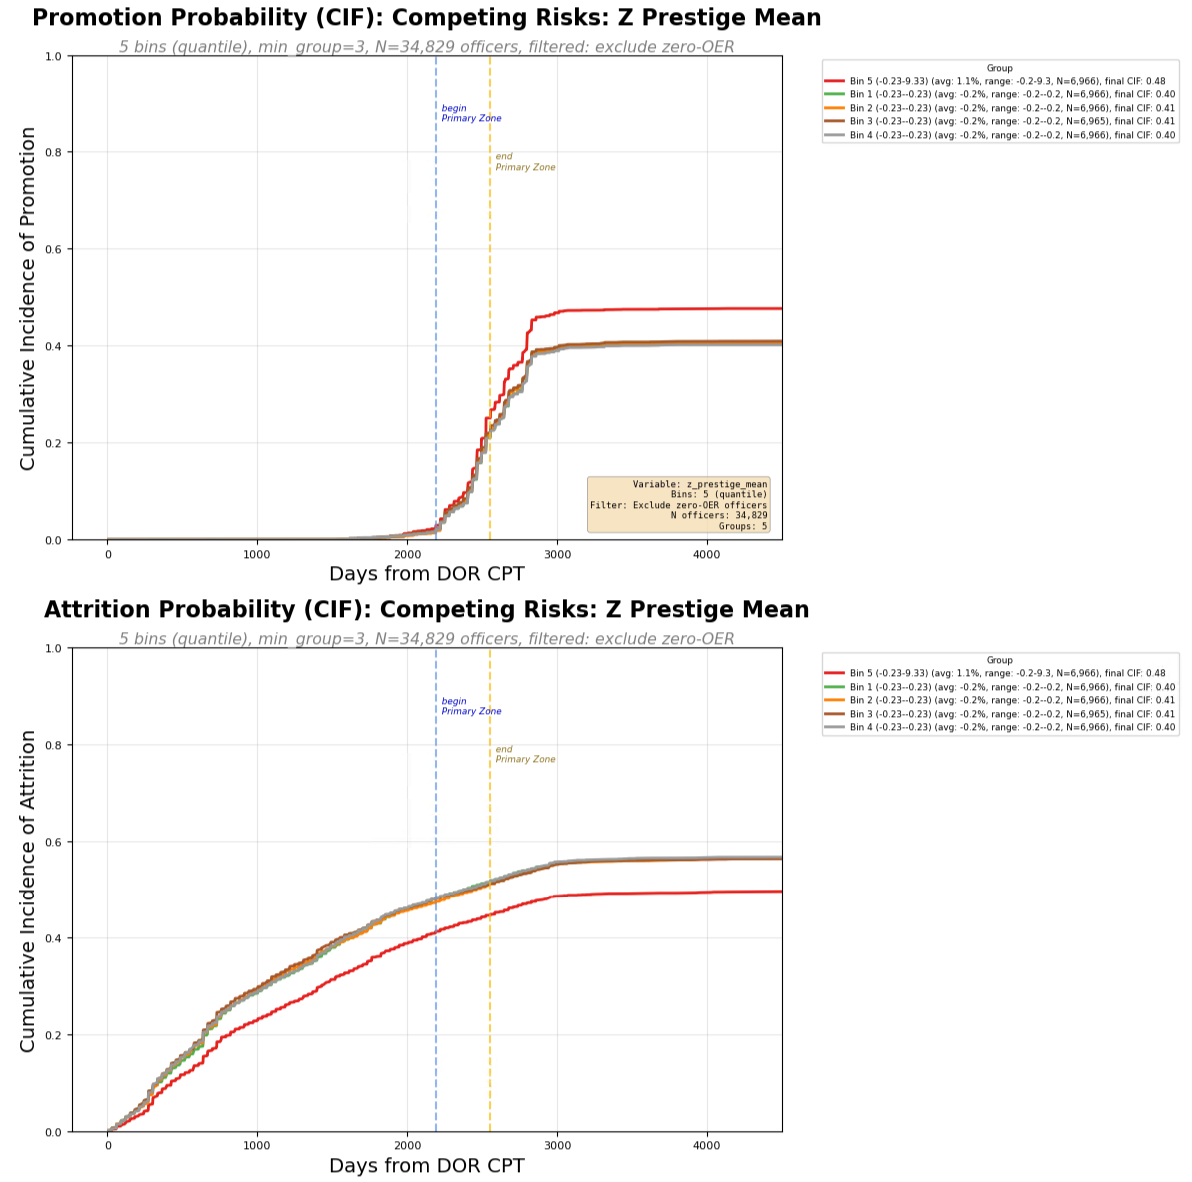 Promotion Probability (CIF): Competing Risks: Z Prestige Mean
5 bins (quantile), min_group=3, N=34,829 officers, filtered: exclude zero-OER
Cumulative Incidence of Promotion
1.0
0.8
0.6
0.4
0.2
0.0
begin
Primary Zone
end
Primary Zone
Variable: z_prestige_mean
Bins: 5 (quantile)
Filter: Exclude zero-OER officers
N officers: 34,829
Groups: 5
0
1000
2000
3000
4000
Days from DOR CPT
Group
Bin 5 (-0.23-9.33) (avg: 1.1%, range: -0.2-9.3, N=6,966), final CIF: 0.48
Bin 1 (-0.23--0.23) (avg: -0.2%, range: -0.2--0.2, N=6,966), final CIF: 0.40
Bin 2 (-0.23--0.23) (avg: -0.2%, range: -0.2--0.2, N=6,966), final CIF: 0.41
Bin 3 (-0.23--0.23) (avg: -0.2%, range: -0.2--0.2, N=6,965), final CIF: 0.41
Bin 4 (-0.23--0.23) (avg: -0.2%, range: -0.2--0.2, N=6,966), final CIF: 0.40
Attrition Probability (CIF): Competing Risks: Z Prestige Mean
5 bins (quantile), min_group=3, N=34,829 officers, filtered: exclude zero-OER
Cumulative Incidence of Attrition
1.0
0.8
0.6
0.4
0.2
0.0
begin
Primary Zone
end
Primary Zone
0
1000
2000
3000
4000
Days from DOR CPT
Group
Bin 5 (-0.23-9.33) (avg: 1.1%, range: -0.2-9.3, N=6,966), final CIF: 0.48
Bin 1 (-0.23--0.23) (avg: -0.2%, range: -0.2--0.2, N=6,966), final CIF: 0.40
Bin 2 (-0.23--0.23) (avg: -0.2%, range: -0.2--0.2, N=6,966), final CIF: 0.41
Bin 3 (-0.23--0.23) (avg: -0.2%, range: -0.2--0.2, N=6,965), final CIF: 0.41
Bin 4 (-0.23--0.23) (avg: -0.2%, range: -0.2--0.2, N=6,966), final CIF: 0.40